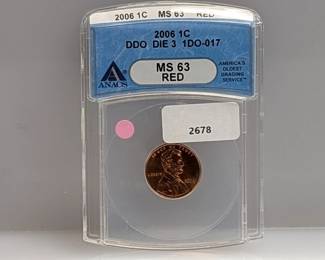 2006 1C MS 63 RED
2006 1C
DDO DIE 3 1DO-017
ANACS
MS 63
RED
AMERICA'S
OLDEST
GRADING
SERVICE
2678
LIBERTY